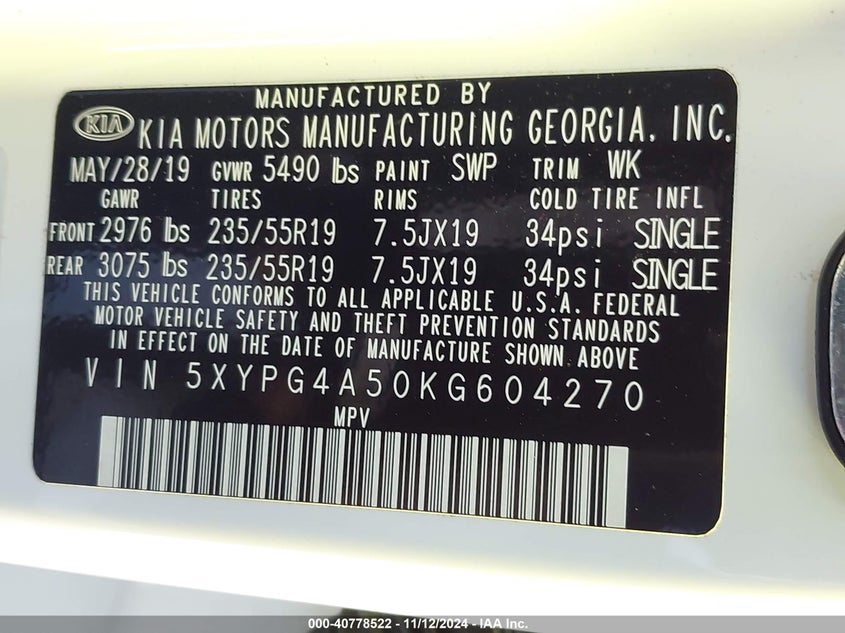 MANUFACTURED BY
KIA KIA MOTORS MANUFACTURING GEORGIA, INC.
MAY/28/19 GVWR 5490 lbs PAINT SWP TRIM WK
GAWR TIRES RIMS COLD TIRE INFL
FRONT 2976 lbs 235/55R19 7.5JX19 34psi SINGLE
REAR 3075 lbs 235/55R19 7.5JX19 34psi SINGLE
THIS VEHICLE CONFORMS TO ALL APPLICABLE U.S.A. FEDERAL
MOTOR VEHICLE SAFETY AND THEFT PREVENTION STANDARDS
IN EFFECT ON THE DATE OF MANUFACTURE SHOWN ABOVE
VIN 5XYPG4A50KG604270
MPV
000-40778522 - 11/12/2024 - IAA Inc.